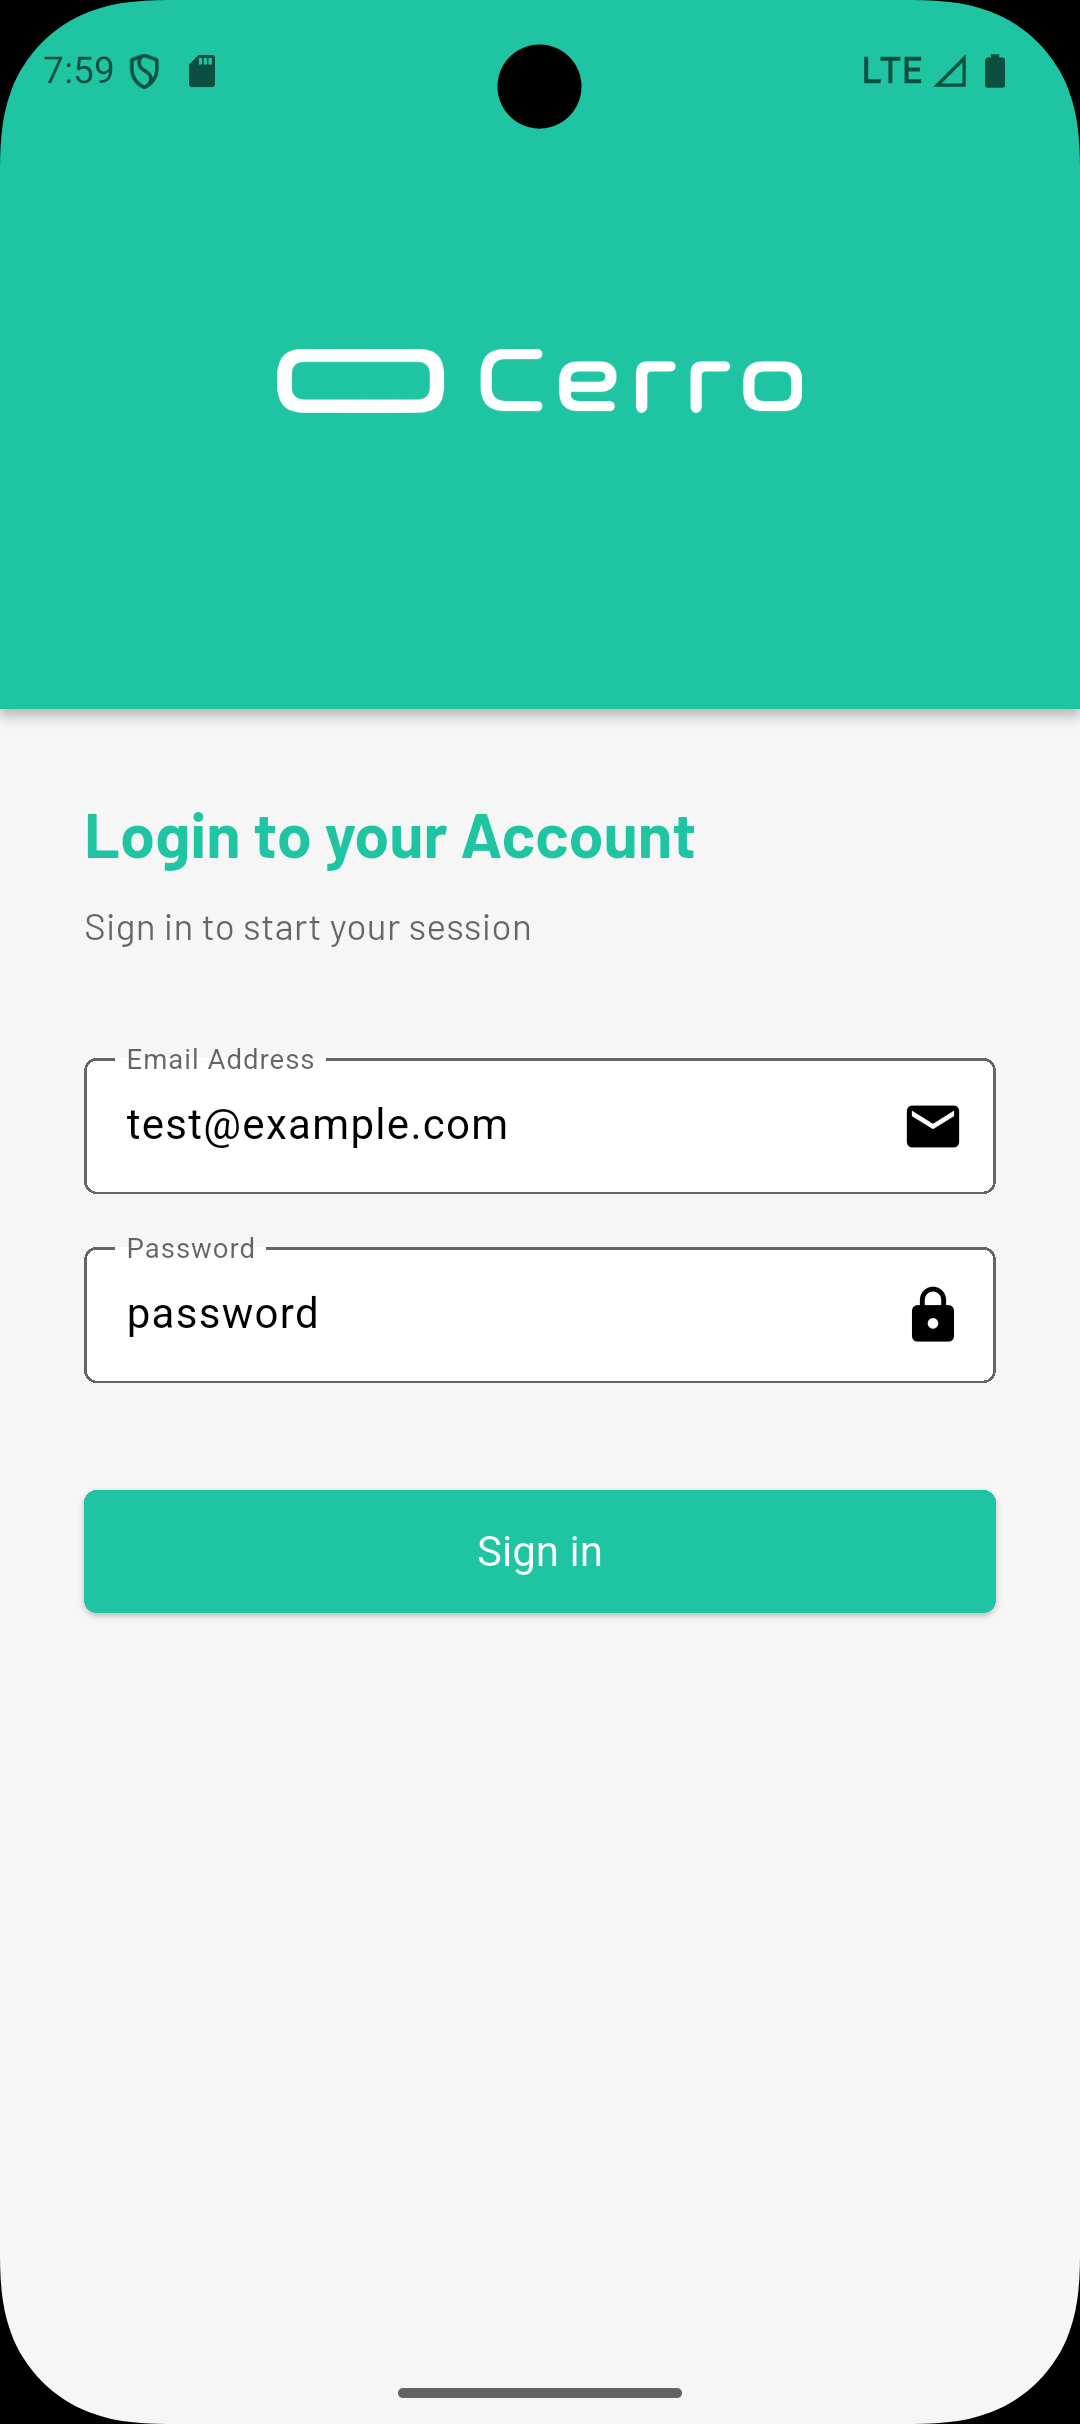 7:59
LTE
Cerro
Login to your Account
Sign in to start your session
Email Address
test@example.com
Password
password
Sign in